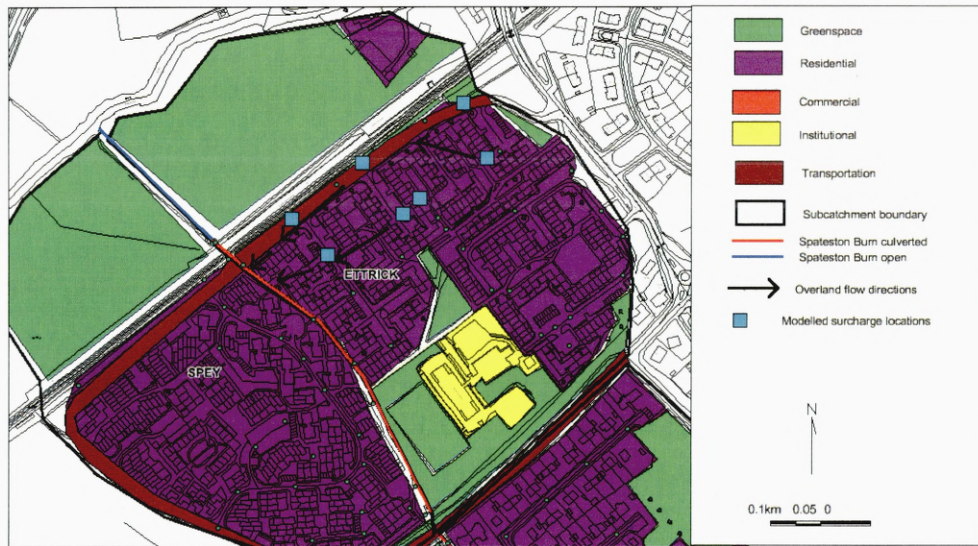 ETTRICK
SPEY
Greenspace
Residential
Commercial
Institutional
Transportation
Subcatchment boundary
Spateston Burn culverted
Spateston Burn open
Overland flow directions
Modelled surcharge locations
N
0.1km 0.05 0